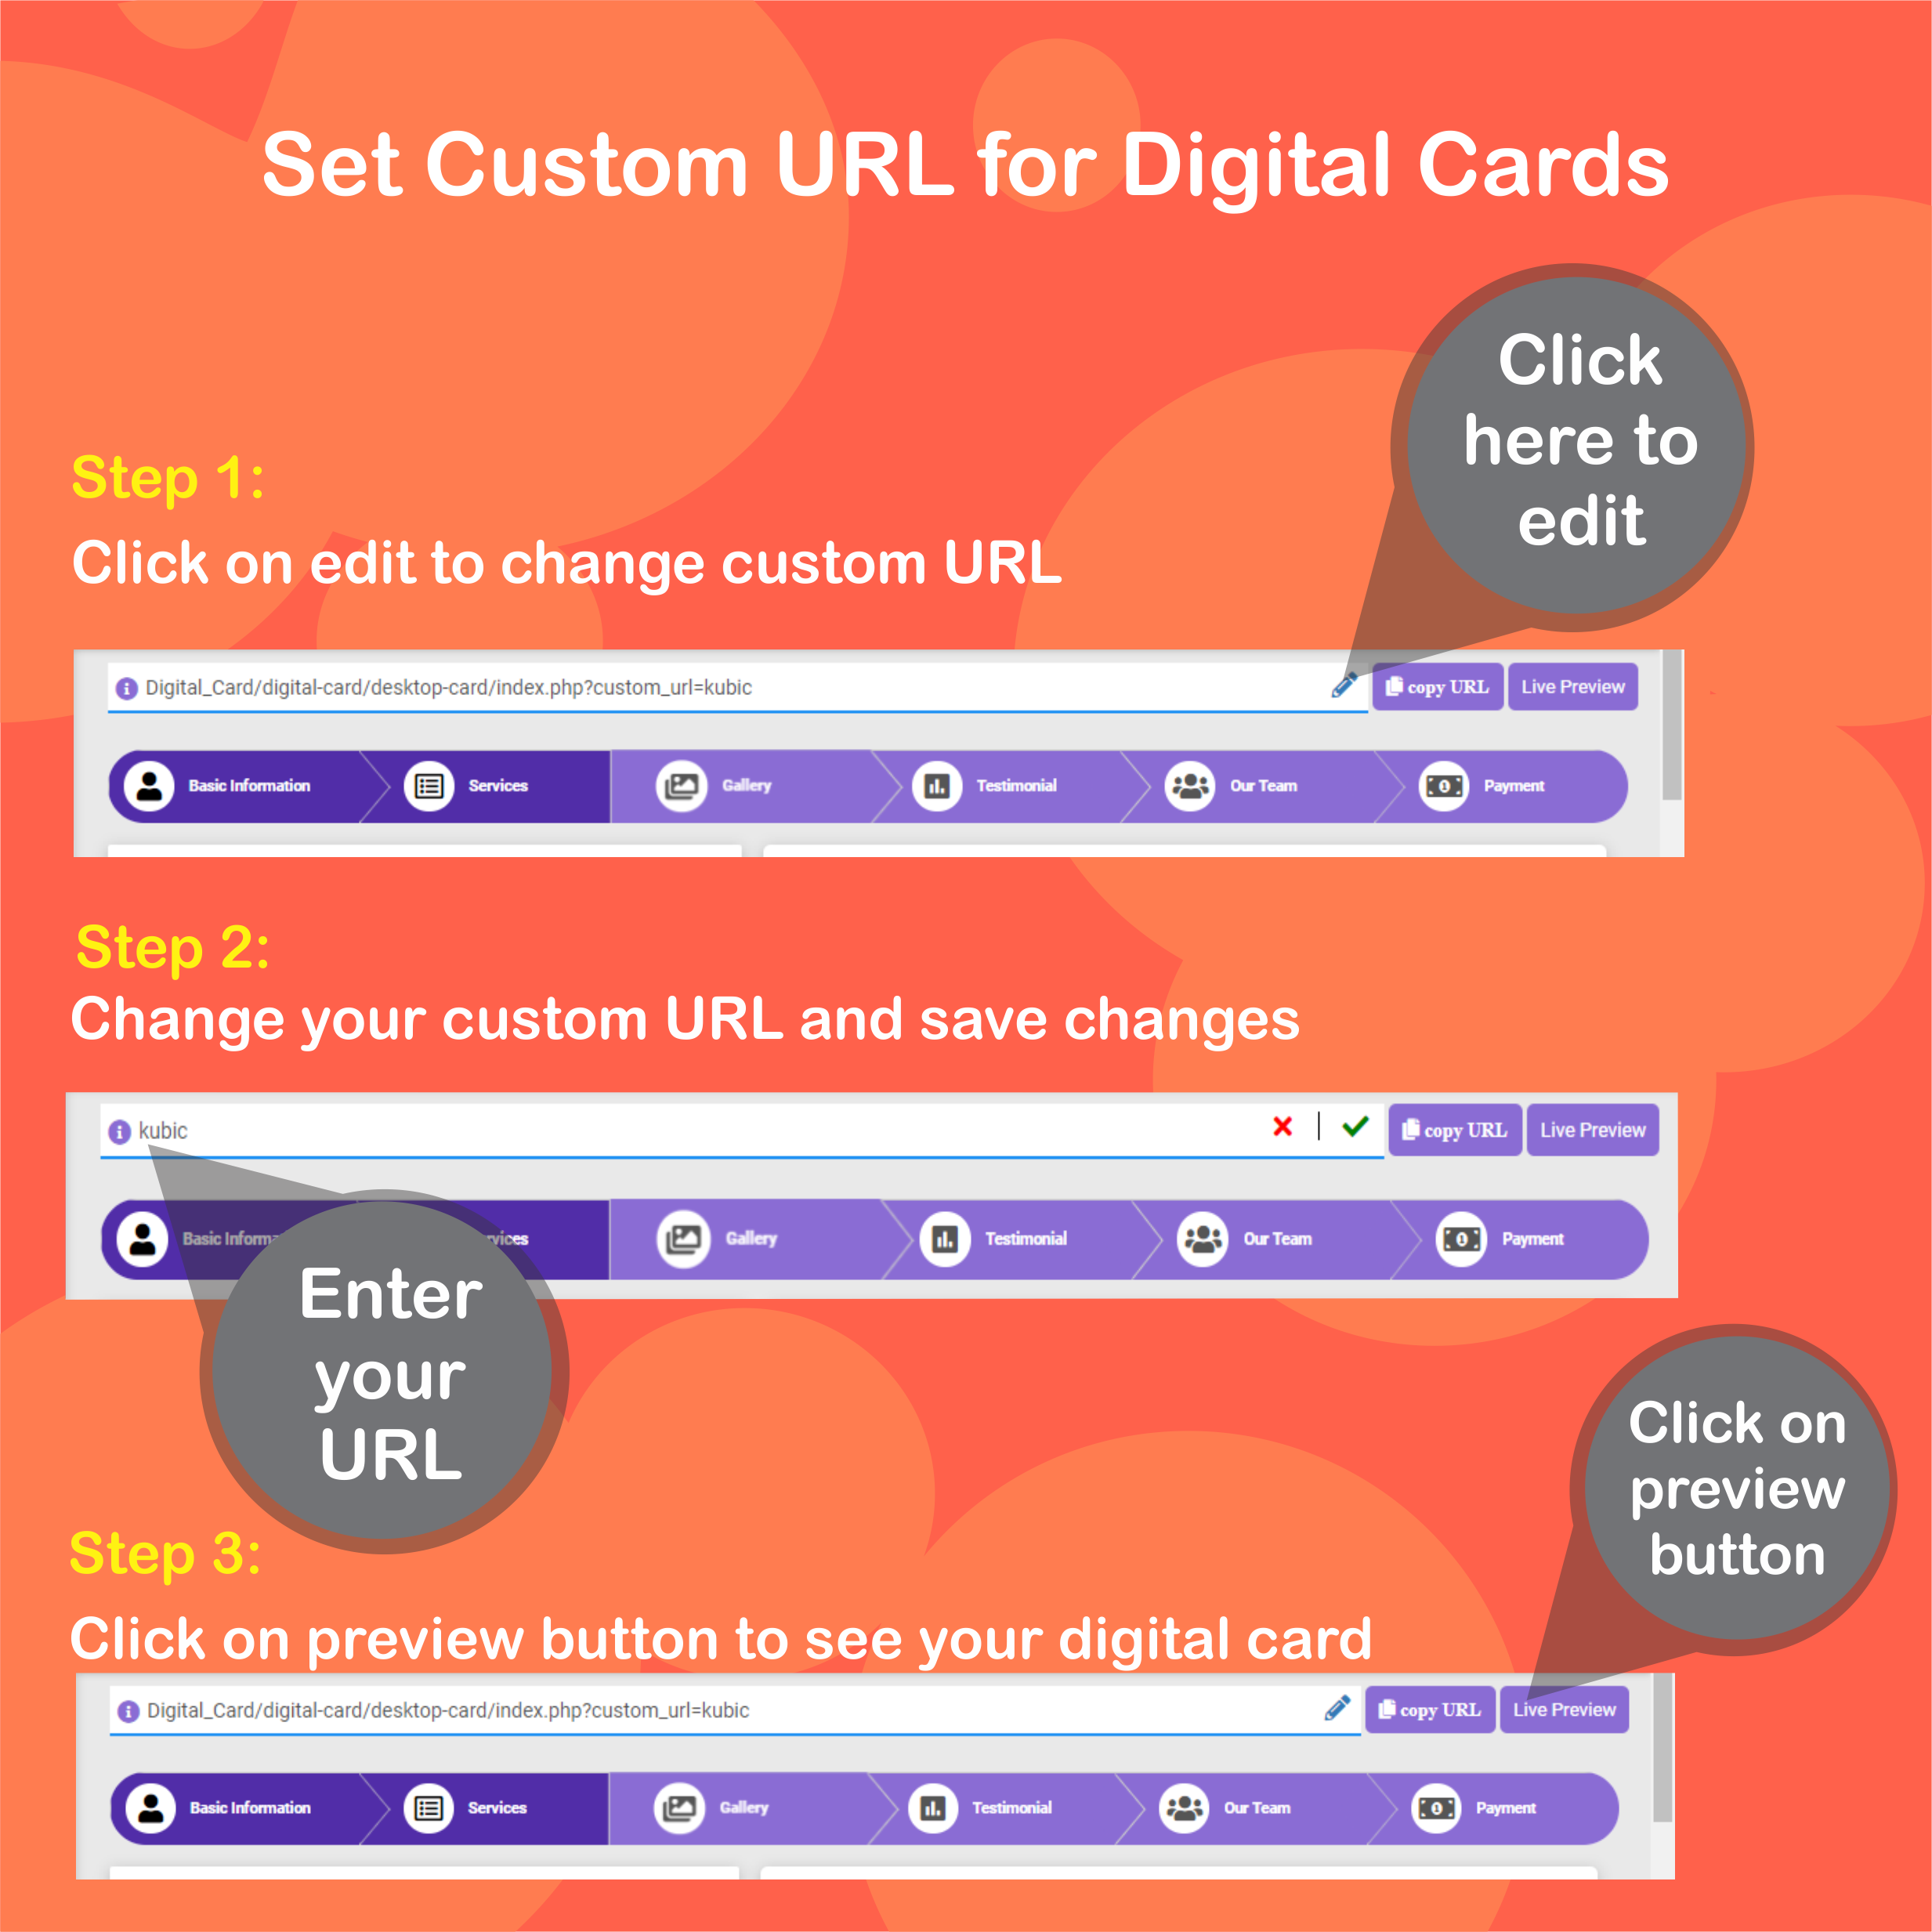 Set Custom URL for Digital Cards
Click
here to
edit
Step 1:
Click on edit to change custom URL
Digital_Card/digital-card/desktop-card/index.php?custom_url=kubic
copy URL
Live Preview
Basic Information
Services
Gallery
Testimonial
Our Team
Payment
Step 2:
Change your custom URL and save changes
kubic
copy URL
Live Preview
Basic Informa
vices
Gallery
Testimonial
Our Team
Payment
Enter
your
URL
Click on
preview
button
Step 3:
Click on preview button to see your digital card
Digital_Card/digital-card/desktop-card/index.php?custom_url=kubic
copy URL
Live Preview
Basic Information
Services
Gallery
Testimonial
Our Team
Payment